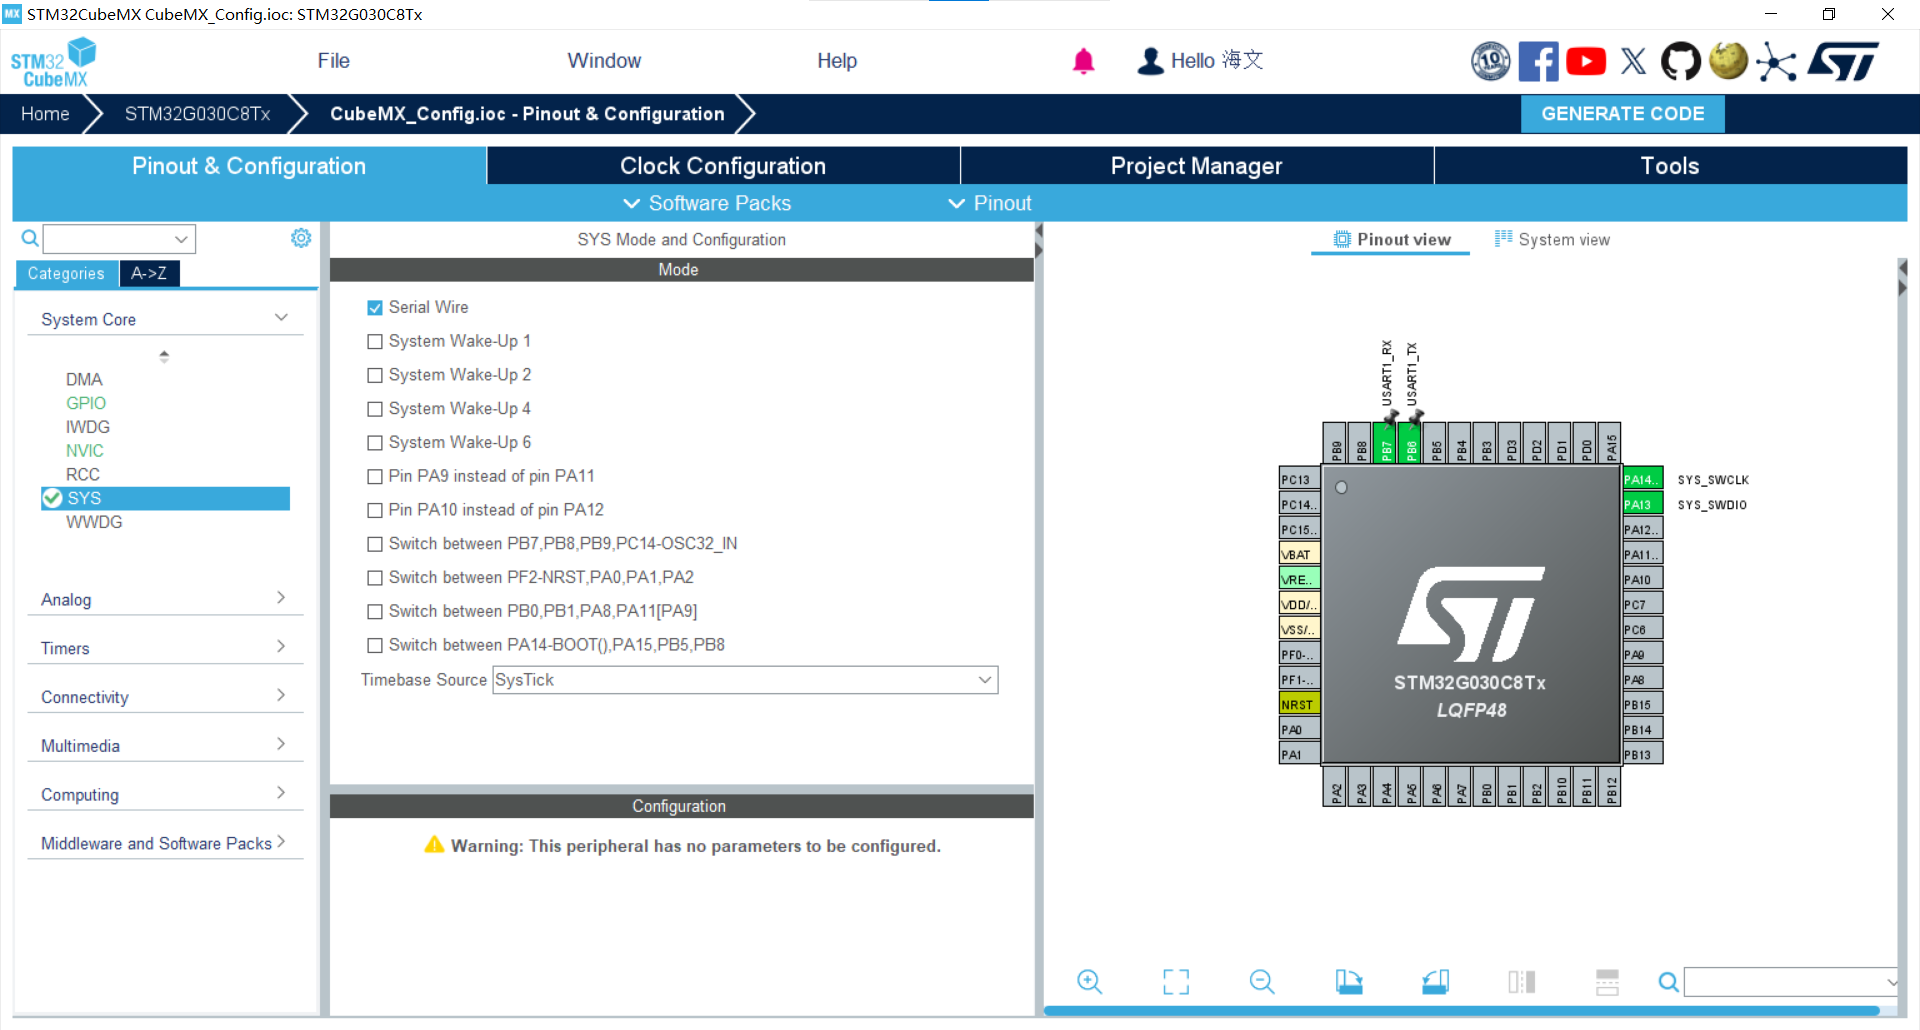 MX STM32CubeMX CubeMX_Config.ioc: STM32G030C8Tx
STM32 CubeMX
File
Window
Help
10
Hello 海文
Home
STM32G030C8Tx
CubeMX_Config.ioc - Pinout & Configuration
GENERATE CODE
Pinout & Configuration
Clock Configuration
Project Manager
Tools
Software Packs
Pinout
Categories
A->Z
System Core
DMA
GPIO
IWDG
NVIC
RCC
SYS
WWDG
Analog
Timers
Connectivity
Multimedia
Computing
Middleware and Software Packs
SYS Mode and Configuration
Mode
Serial Wire
System Wake-Up 1
System Wake-Up 2
System Wake-Up 4
System Wake-Up 6
Pin PA9 instead of pin PA11
Pin PA10 instead of pin PA12
Switch between PB7,PB8,PB9,PC14-OSC32_IN
Switch between PF2-NRST,PA0,PA1,PA2
Switch between PB0,PB1,PA8,PA11[PA9]
Switch between PA14-BOOT(),PA15,PB5,PB8
Timebase Source SysTick
Configuration
Warning: This peripheral has no parameters to be configured.
Pinout view
System view
USART1_RX
USART1_TX
PB9
PB8
PB7
PB6
PB5
PB4
PB3
PD3
PD2
PD1
PD0
PA15
PC13
PC14..
PC15..
VBAT
VRE..
VDD/..
VSS/..
PF0-..
PF1-..
NRST
PA0
PA1
PA14..
SYS_SWCLK
PA13
SYS_SWDIO
PA12..
PA11..
PA10
PC7
PC6
PA9
PA8
PB15
PB14
PB13
STM32G030C8Tx
LQFP48
PA2
PA3
PA4
PA5
PA6
PA7
PB0
PB1
PB2
PB10
PB11
PB12